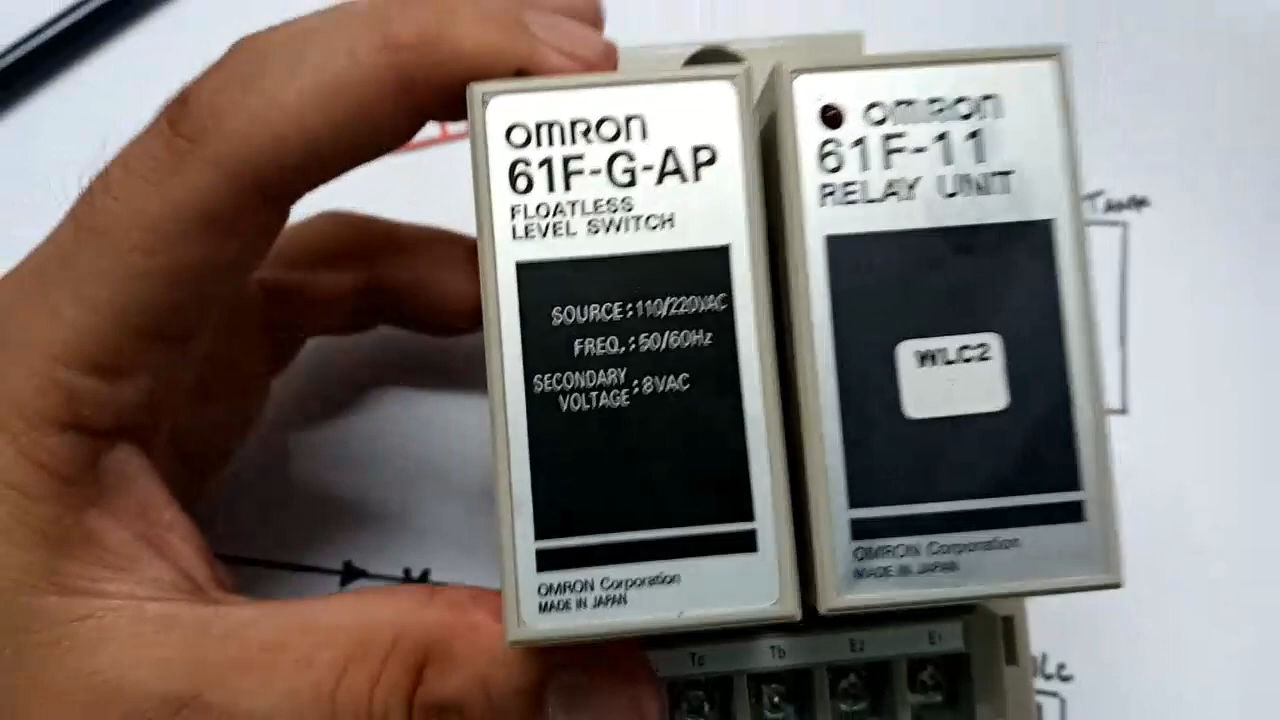 OMRON
61F-G-AP
FLOATLESS
LEVEL SWITCH
SOURCE:110/220VAC
FREQ.:50/60Hz
SECONDARY
VOLTAGE:8VAC
OMRON Corporation
MADE IN JAPAN
OMRON
61F-11
RELAY UNIT
WLC2
OMRON Corporation
MADE IN JAPAN
Tc Tb E2 E1